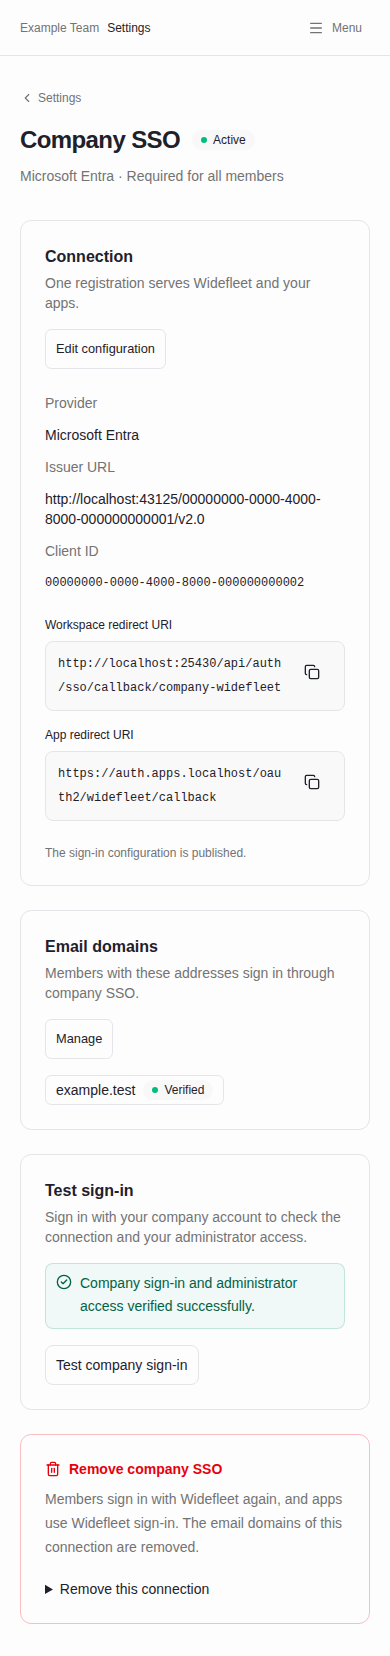 Example Team Settings
Menu
Settings
Company SSO
Active
Microsoft Entra · Required for all members
Connection
One registration serves Widefleet and your
apps.
Edit configuration
Provider
Microsoft Entra
Issuer URL
http://localhost:43125/00000000-0000-4000-
8000-000000000001/v2.0
Client ID
00000000-0000-4000-8000-000000000002
Workspace redirect URI
http://localhost:25430/api/auth
/sso/callback/company-widefleet
App redirect URI
https://auth.apps.localhost/oau
th2/widefleet/callback
The sign-in configuration is published.
Email domains
Members with these addresses sign in through
company SSO.
Manage
example.test
Verified
Test sign-in
Sign in with your company account to check the
connection and your administrator access.
Company sign-in and administrator
access verified successfully.
Test company sign-in
Remove company SSO
Members sign in with Widefleet again, and apps
use Widefleet sign-in. The email domains of this
connection are removed.
Remove this connection